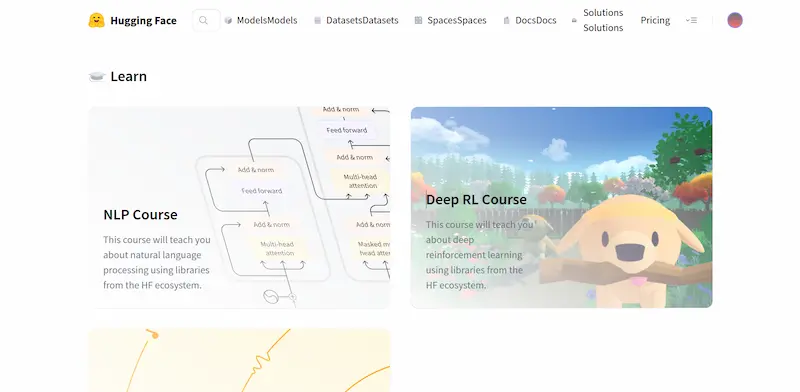 Hugging Face
ModelsModels
DatasetsDatasets
SpacesSpaces
DocsDocs
Solutions
Solutions
Pricing
Learn
NLP Course
This course will teach you
about natural language
processing using libraries
from the HF ecosystem.
Add & norm
Feed forward
Add & norm
Multi-head
attention
Add & norm
Feed forward
Add & norm
Multi-head
attention
Add & norm
Masked m
head atte
Deep RL Course
This course will teach you
about deep
reinforcement learning
using libraries from the
HF ecosystem.